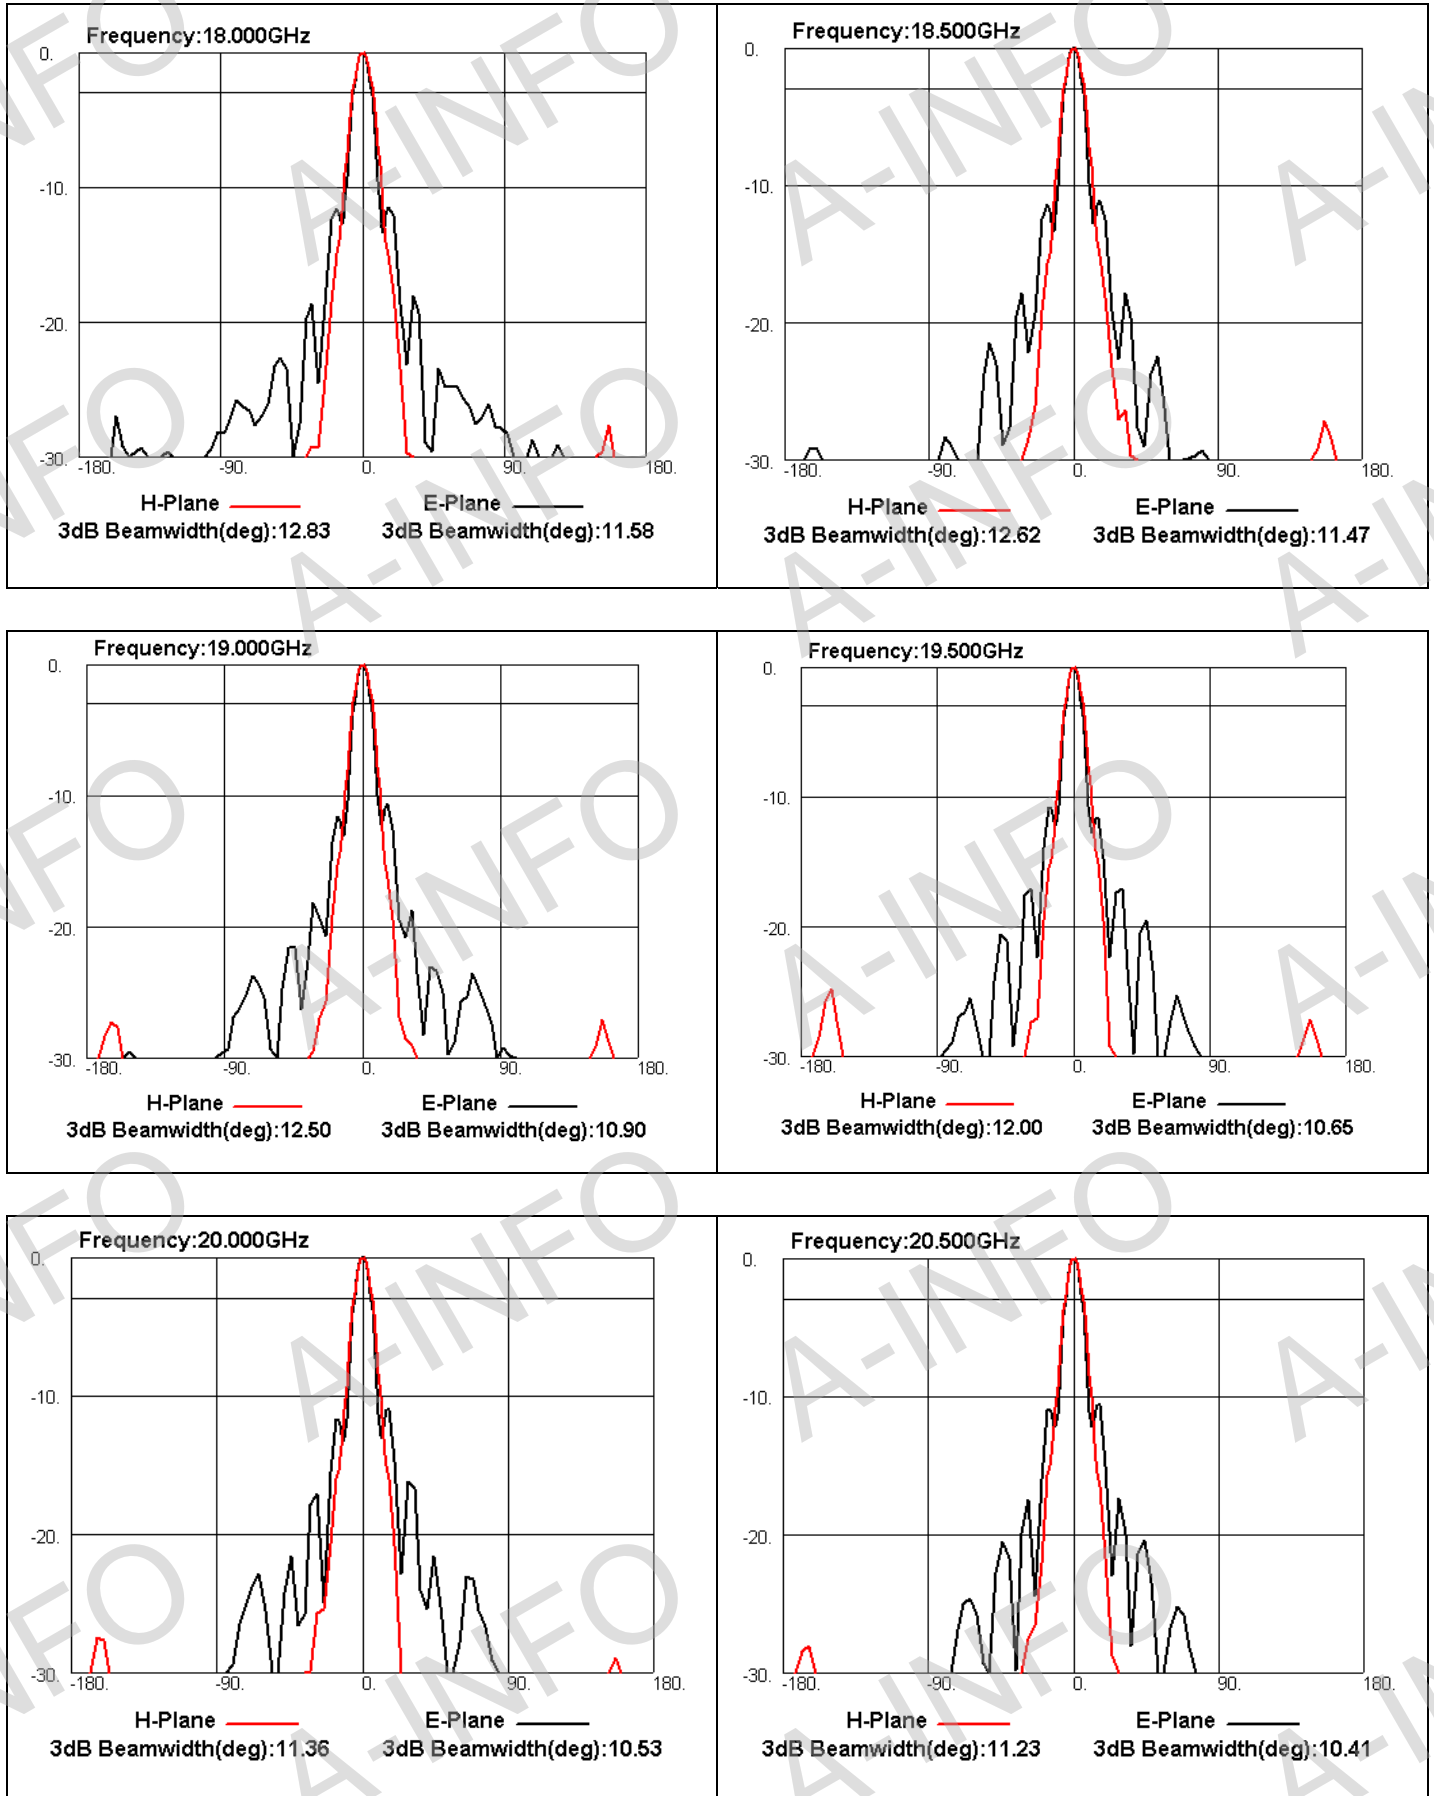 Frequency:18.000GHz
0.
-10.
-20.
-30.
-180.
-90.
0.
90.
180.
H-Plane
E-Plane
3dB Beamwidth(deg):12.83
3dB Beamwidth(deg):11.58
Frequency:18.500GHz
0.
-10.
-20.
-30.
-180.
-90.
0.
90.
180.
H-Plane
E-Plane
3dB Beamwidth(deg):12.62
3dB Beamwidth(deg):11.47
Frequency:19.000GHz
0.
-10.
-20.
-30.
-180.
-90.
0.
90.
180.
H-Plane
E-Plane
3dB Beamwidth(deg):12.50
3dB Beamwidth(deg):10.90
Frequency:19.500GHz
0.
-10.
-20.
-30.
-180.
-90.
0.
90.
180.
H-Plane
E-Plane
3dB Beamwidth(deg):12.00
3dB Beamwidth(deg):10.65
Frequency:20.000GHz
0.
-10.
-20.
-30.
-180.
-90.
0.
90.
180.
H-Plane
E-Plane
3dB Beamwidth(deg):11.36
3dB Beamwidth(deg):10.53
Frequency:20.500GHz
0.
-10.
-20.
-30.
-180.
-90.
0.
90.
180.
H-Plane
E-Plane
3dB Beamwidth(deg):11.23
3dB Beamwidth(deg):10.41
A-INFO
A-INFO
A-INFO
A-INFO
A-INFO
A-INFO
A-INFO
A-INFO